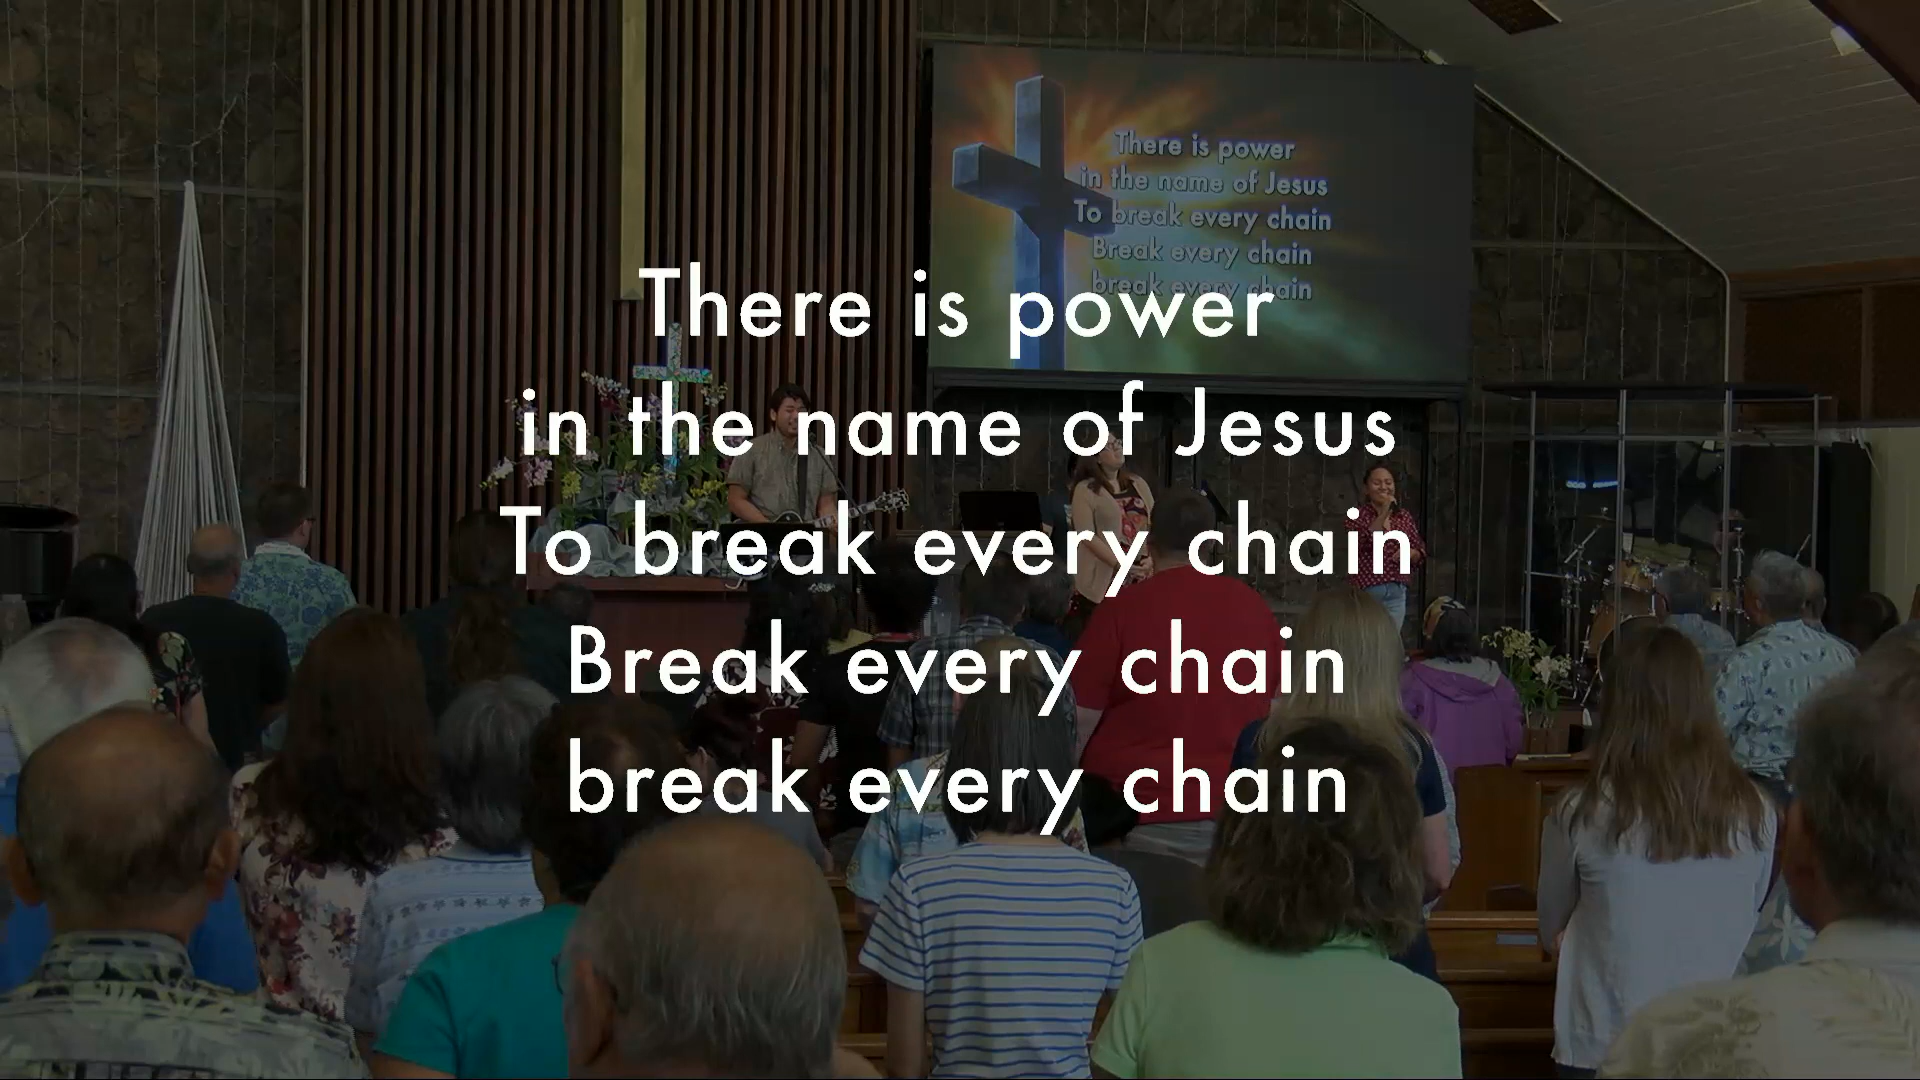 There is power
in the name of Jesus
To break every chain
Break every chain
break every chain
There is power
in the name of Jesus
To break every chain
Break every chain
break every chain